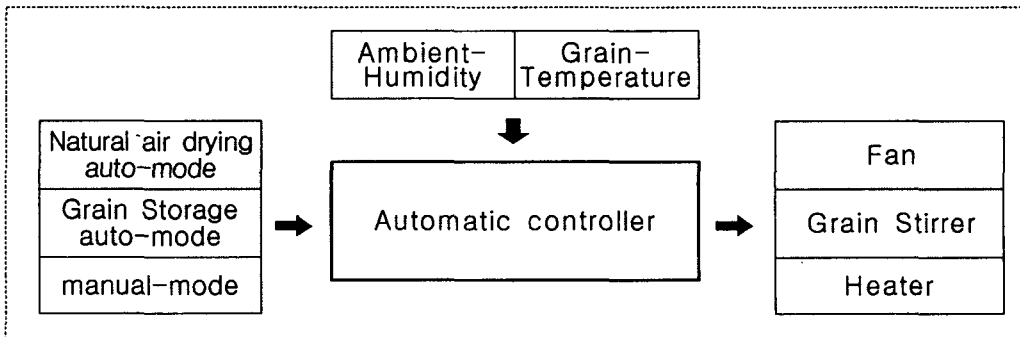 Ambient-
Humidity
Grain-
Temperature
Natural air drying
auto-mode
Grain Storage
auto-mode
manual-mode
Automatic controller
Fan
Grain Stirrer
Heater